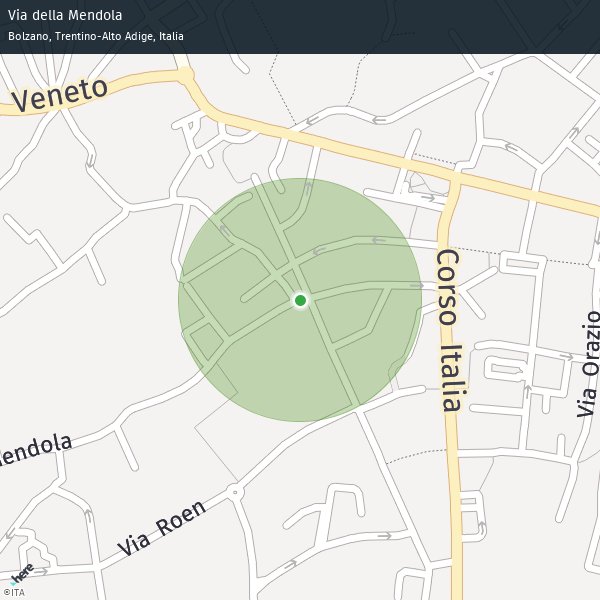 Via della Mendola
Bolzano, Trentino-Alto Adige, Italia
Veneto
Corso Italia
Via Orazio
Mendola
Via Roen
here
©ITA